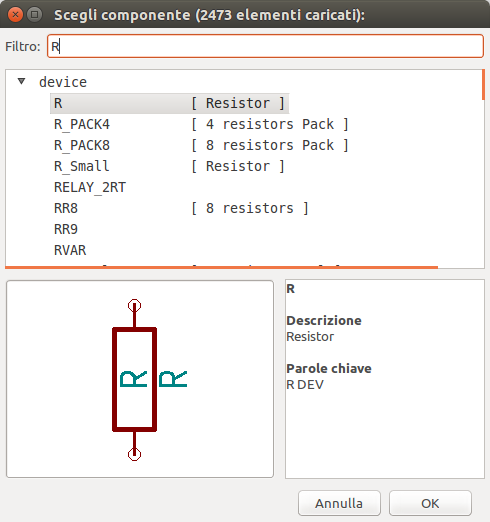 Scegli componente (2473 elementi caricati):
Filtro: R
device
R [ Resistor ]
R_PACK4 [ 4 resistors Pack ]
R_PACK8 [ 8 resistors Pack ]
R_Small [ Resistor ]
RELAY_2RT
RR8 [ 8 resistors ]
RR9
RVAR
R R
R
Descrizione
Resistor
Parole chiave
R DEV
Annulla OK